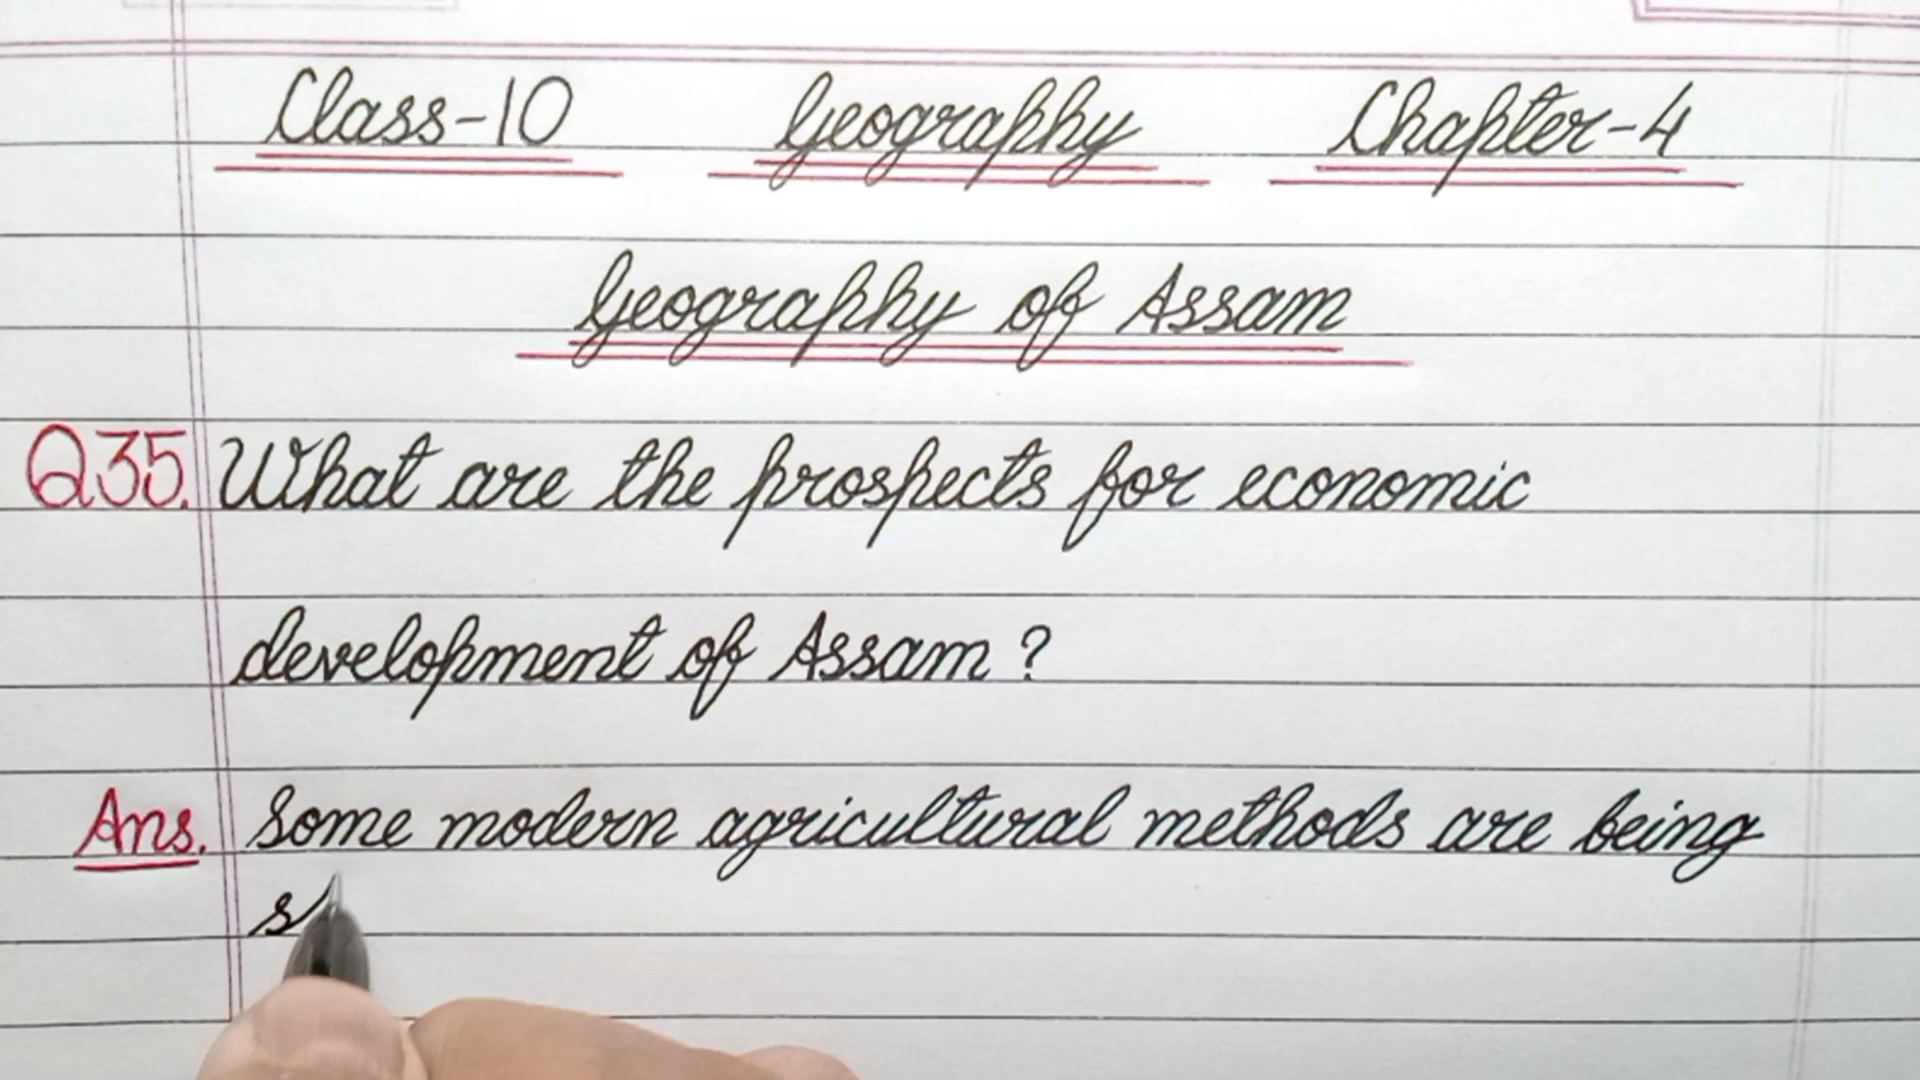 Class-10 Geography Chapter-4
Geography of Assam
Q35. What are the prospects for economic
development of Assam ?
Ans. Some modern agricultural methods are being
s